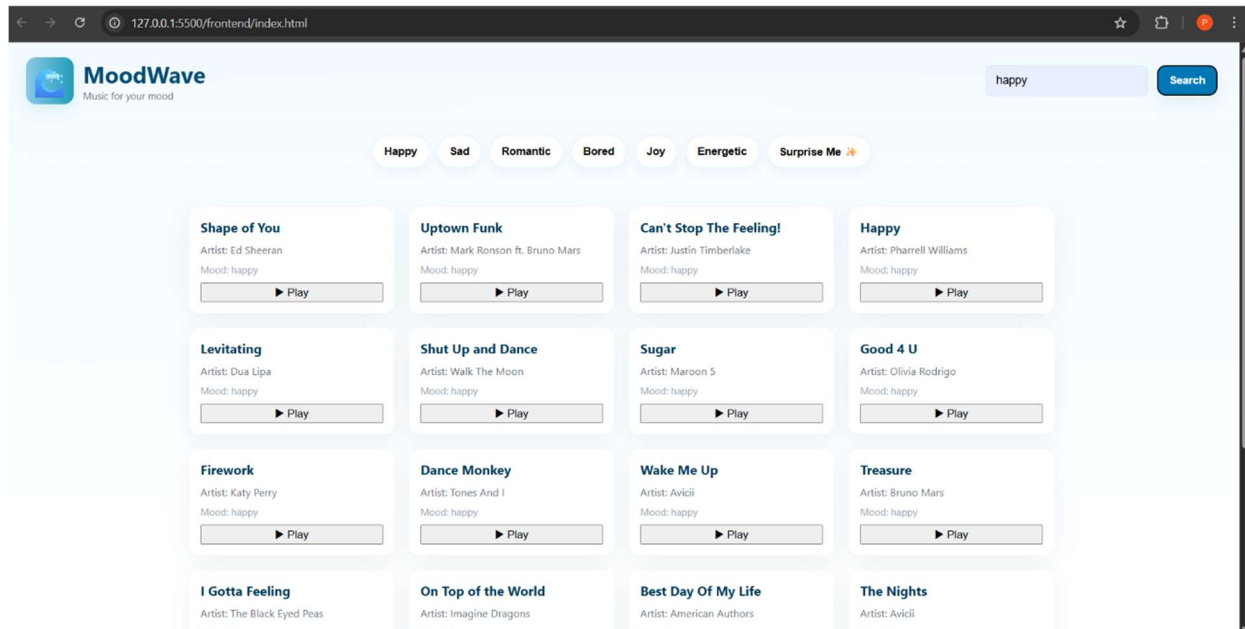 127.0.0.1:5500/frontend/index.html
P
MoodWave
Music for your mood
happy
Search
Happy Sad Romantic Bored Joy Energetic Surprise Me ✨
Shape of You Uptown Funk Can't Stop The Feeling! Happy
Artist: Ed Sheeran Artist: Mark Ronson ft. Bruno Mars Artist: Justin Timberlake Artist: Pharrell Williams
Mood: happy Mood: happy Mood: happy Mood: happy
▶ Play ▶ Play ▶ Play ▶ Play
Levitating Shut Up and Dance Sugar Good 4 U
Artist: Dua Lipa Artist: Walk The Moon Artist: Maroon 5 Artist: Olivia Rodrigo
Mood: happy Mood: happy Mood: happy Mood: happy
▶ Play ▶ Play ▶ Play ▶ Play
Firework Dance Monkey Wake Me Up Treasure
Artist: Katy Perry Artist: Tones And I Artist: Avicii Artist: Bruno Mars
Mood: happy Mood: happy Mood: happy Mood: happy
▶ Play ▶ Play ▶ Play ▶ Play
I Gotta Feeling On Top of the World Best Day Of My Life The Nights
Artist: The Black Eyed Peas Artist: Imagine Dragons Artist: American Authors Artist: Avicii